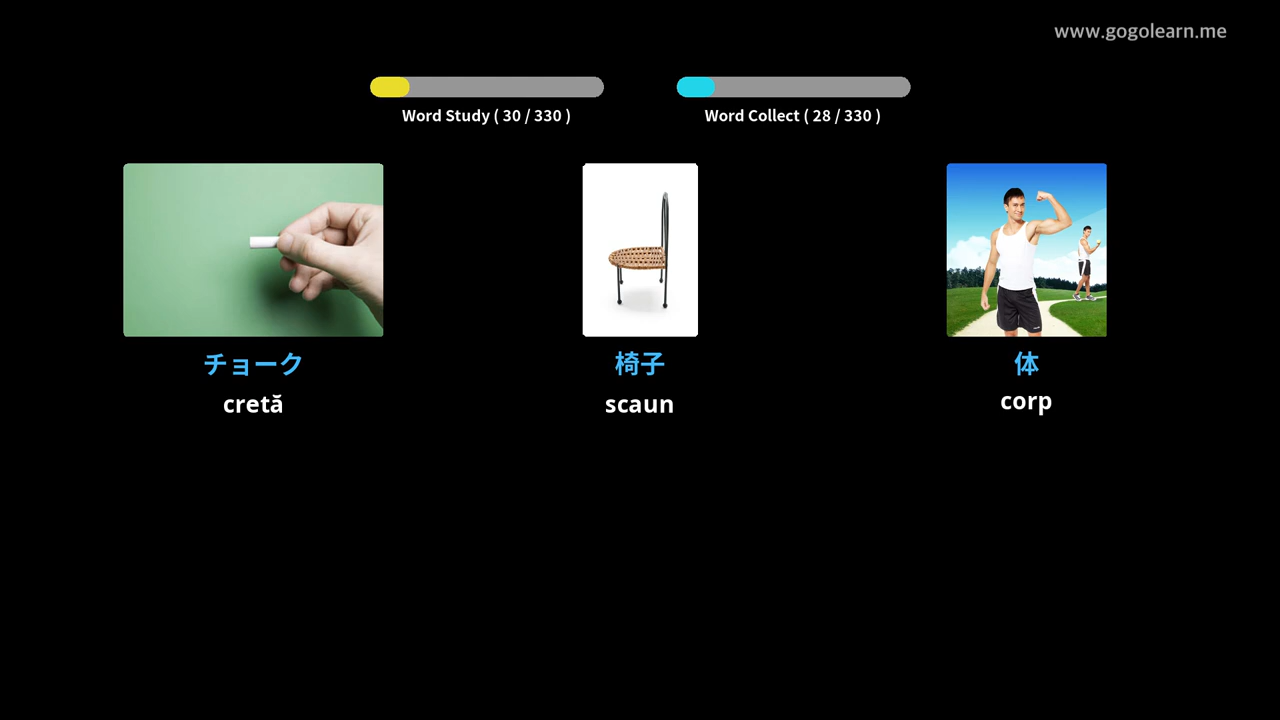 www.gogolearn.me
Word Study ( 30 / 330 )
Word Collect ( 28 / 330 )
チョーク
椅子
体
cretă
scaun
corp